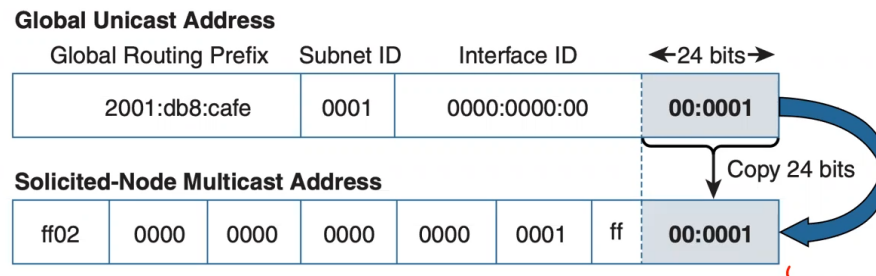 Global Unicast Address
Global Routing Prefix Subnet ID Interface ID 24 bits
2001:db8:cafe 0001 0000:0000:00 00:0001
Copy 24 bits
Solicited-Node Multicast Address
ff02 0000 0000 0000 0000 0001 ff 00:0001